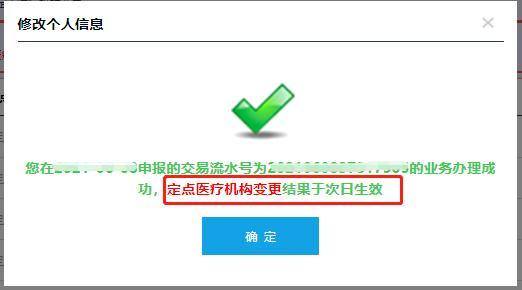 修改个人信息
您在申报的交易流水号为的业务办理成
功，定点医疗机构变更结果于次日生效
确 定